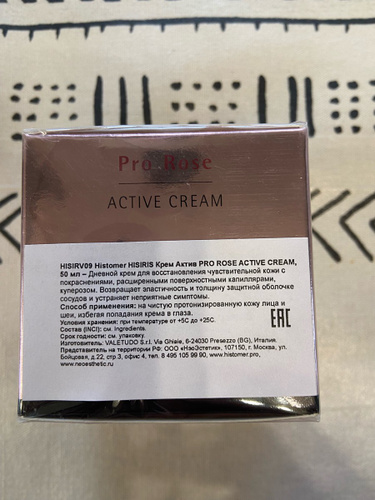 Pro Rose
ACTIVE CREAM
HISIRV09 Histomer HISIRIS Крем Актив PRO ROSE ACTIVE CREAM,
50 мл – Дневной крем для восстановления чувствительной кожи с
покраснениями, расширенными поверхностными капиллярами,
куперозом. Возвращает эластичность и толщину защитной оболочке
сосудов и устраняет неприятные симптомы.
Способ применения: на чистую протонизированную кожу лица и
шеи, избегая попадания крема в глаза.
Условия хранения: при температуре от +5С до +25С.
Состав (INCI): см. ingredients.
Срок годности: см. упаковку.
Изготовитель: VALETUDO S.r.l. Via Ghiaie, 6-24030 Presezzo (BG), Италия.
Представитель на территории РФ: ООО «НэоЭстетик», 107150, г. Москва, ул.
Бойцовая, д.22, стр.3, офис 4, тел. 8 495 105 99 90, www.histomer.pro,
www.neoesthetic.ru
EAC